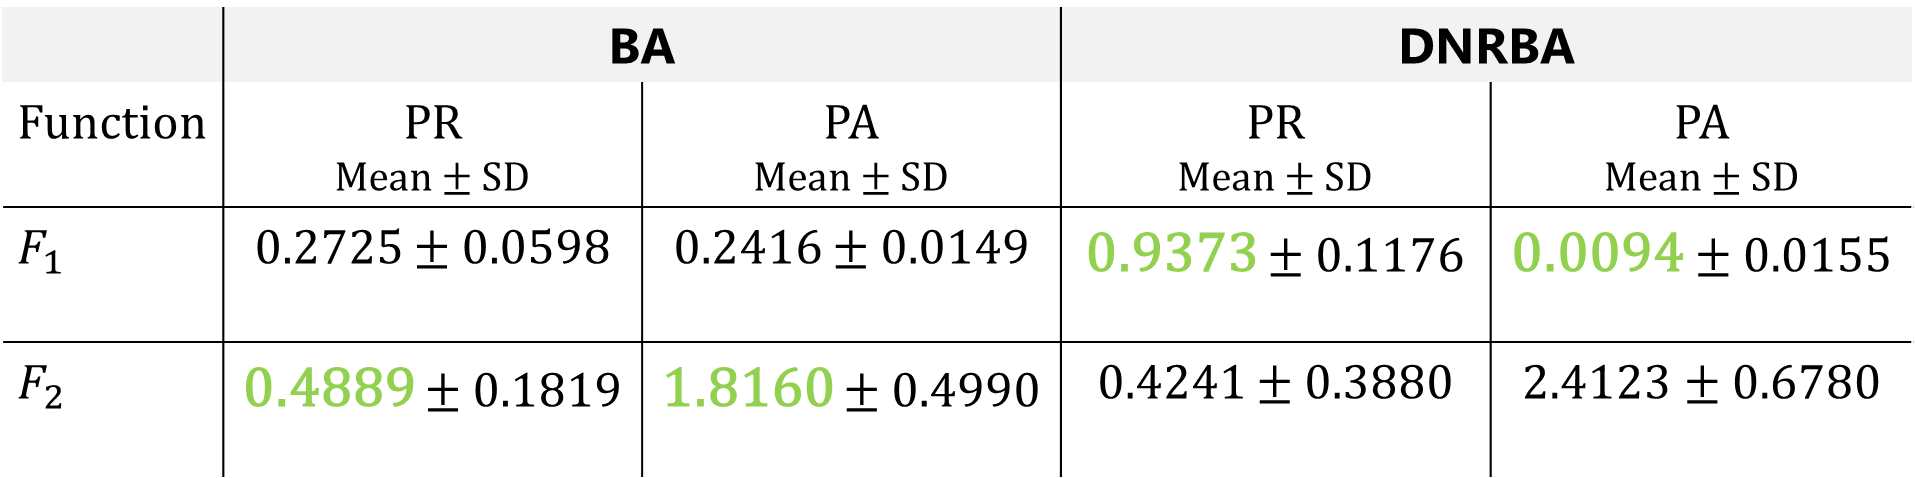 BA DNRBA
Function PR PA PR PA
Mean ± SD Mean ± SD Mean ± SD Mean ± SD
F₁ 0.2725 ± 0.0598 0.2416 ± 0.0149 0.9373 ± 0.1176 0.0094 ± 0.0155
F₂ 0.4889 ± 0.1819 1.8160 ± 0.4990 0.4241 ± 0.3880 2.4123 ± 0.6780